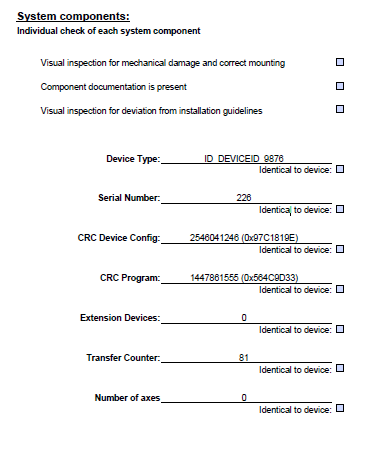 System components:
Individual check of each system component
Visual inspection for mechanical damage and correct mounting
Component documentation is present
Visual inspection for deviation from installation guidelines
Device Type: ID_DEVICEID_9876
Identical to device:
Serial Number: 226
Identical to device:
CRC Device Config: 2546041246 (0x97C1819E)
Identical to device:
CRC Program: 1447861555 (0x564C9D33)
Identical to device:
Extension Devices: 0
Identical to device:
Transfer Counter: 81
Identical to device:
Number of axes 0
Identical to device: